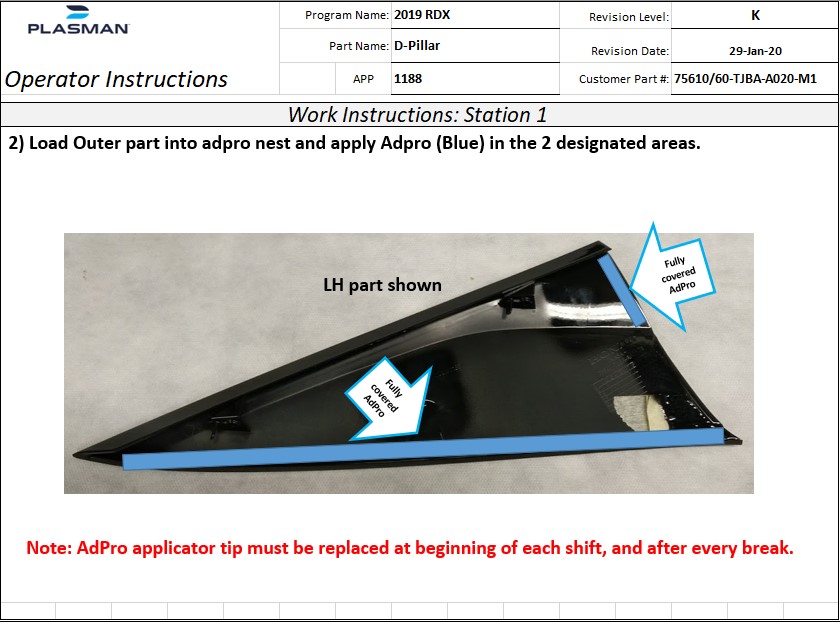 PLASMAN
Program Name: 2019 RDX
Revision Level: K
Part Name: D-Pillar
Revision Date: 29-Jan-20
Operator Instructions
APP 1188
Customer Part #: 75610/60-TJBA-A020-M1
Work Instructions: Station 1
2) Load Outer part into adpro nest and apply Adpro (Blue) in the 2 designated areas.
LH part shown
Fully
covered
AdPro
Fully
covered
AdPro
Note: AdPro applicator tip must be replaced at beginning of each shift, and after every break.